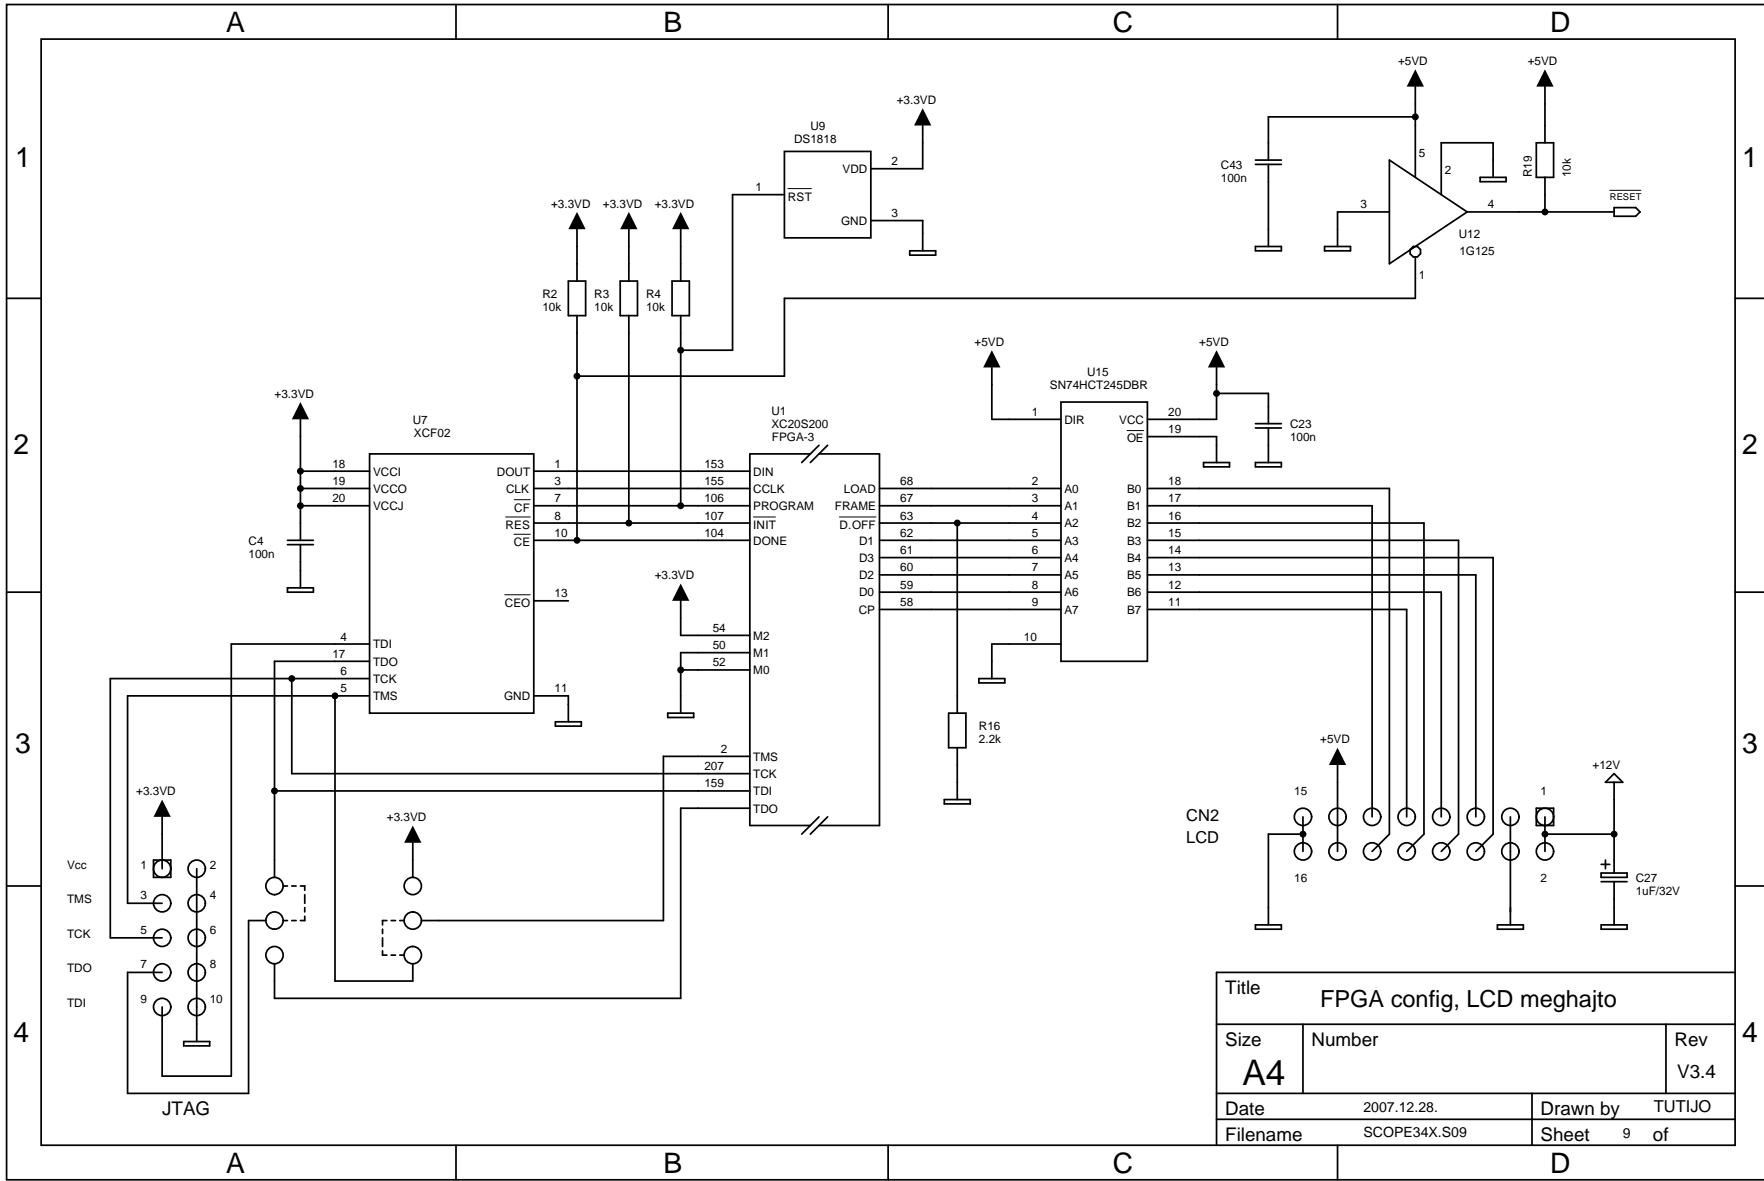 A B C D
1
1
+5VD
+5VD
+3.3VD
U9
DS1818
VDD
2
1
RST
GND
3
C43
100n
5
2
R19
10k
3
4
RESET
U12
1G125
1
+3.3VD
+3.3VD
+3.3VD
R2
10k
R3
10k
R4
10k
2
2
+3.3VD
U7
XCF02
U1
XC20S200
FPGA-3
+5VD
U15
SN74HCT245DBR
+5VD
C23
100n
C4
100n
18 VCCI
19 VCCO
20 VCCJ
DOUT 1
CLK 3
CF 7
RES 8
CE 10
CEO 13
4 TDI
17 TDO
6 TCK
5 TMS
GND 11
153 DIN
155 CCLK
106 PROGRAM
107 INIT
104 DONE
+3.3VD
54 M2
50 M1
52 M0
2 TMS
207 TCK
159 TDI
TDO
LOAD 68
FRAME 67
D.OFF 63
D1 62
D3 61
D2 60
D0 59
CP 58
1 DIR
2 A0
3 A1
4 A2
5 A3
6 A4
7 A5
8 A6
9 A7
10
VCC 20
OE 19
B0 18
B1 17
B2 16
B3 15
B4 14
B5 13
B6 12
B7 11
R16
2.2k
3
3
+3.3VD
+3.3VD
+5VD
+12V
CN2
LCD
15
16
1
2
+
C27
1uF/32V
Vcc 1 2
TMS 3 4
TCK 5 6
TDO 7 8
TDI 9 10
JTAG
4
4
Title FPGA config, LCD meghajto
Size Number Rev
A4 V3.4
Date 2007.12.28. Drawn by TUTIJO
Filename SCOPE34X.S09 Sheet 9 of
A B C D